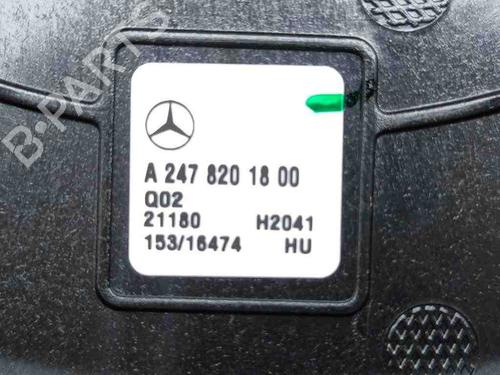 B-PARTS
A 247 820 18 00
Q02
21180 H2041
153/16474 HU